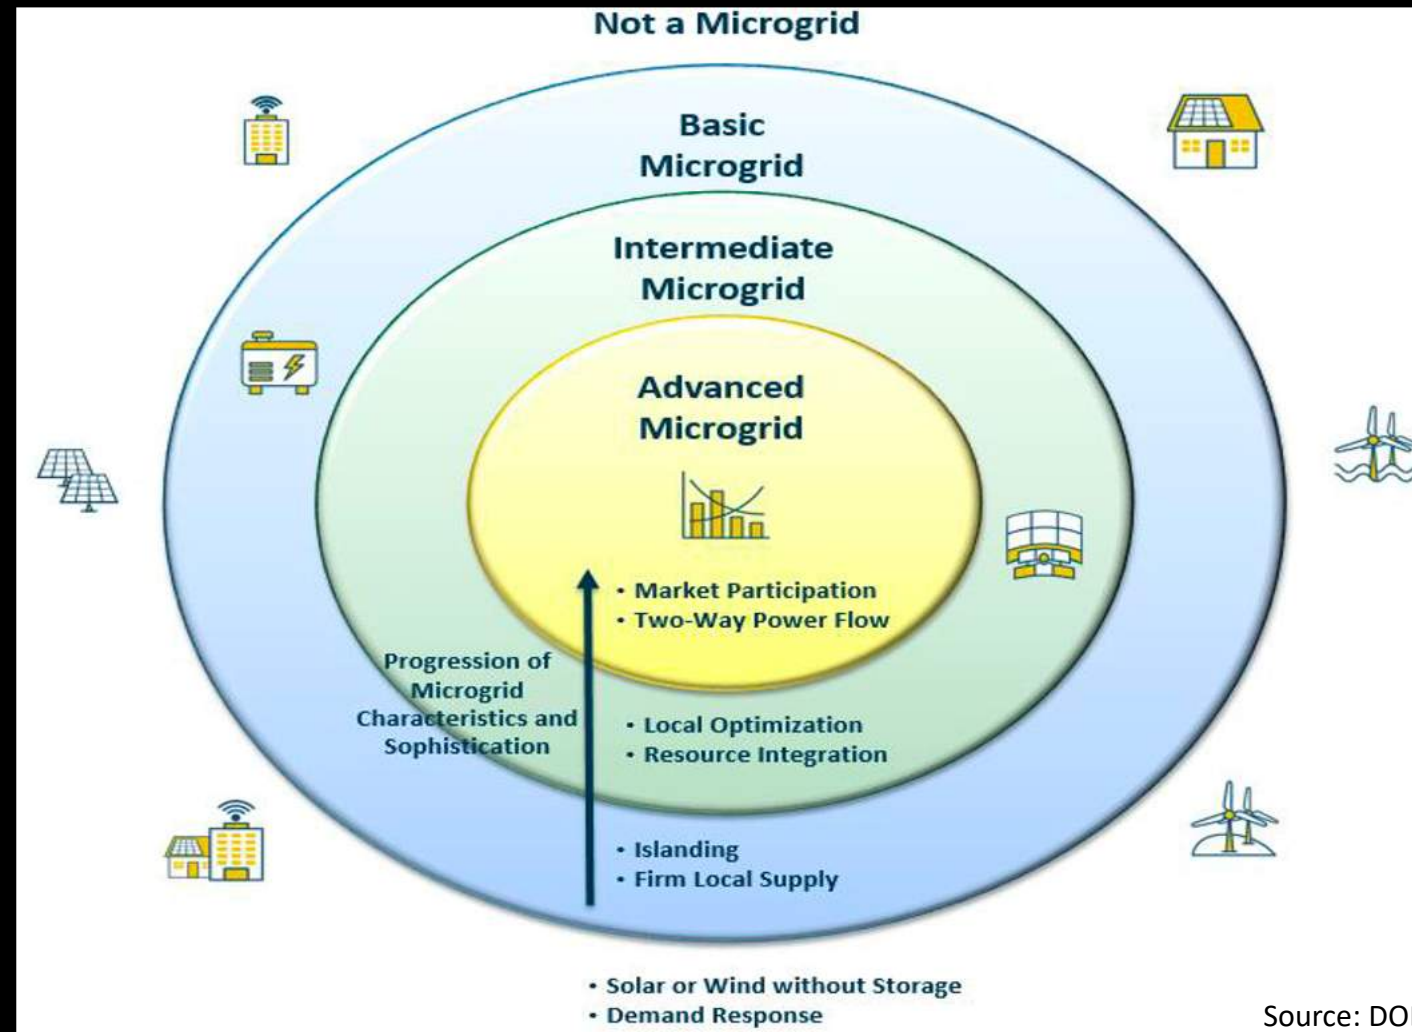 Not a Microgrid
Basic
Microgrid
Intermediate
Microgrid
Advanced
Microgrid
• Market Participation
• Two-Way Power Flow
Progression of
Microgrid
Characteristics and
Sophistication
• Local Optimization
• Resource Integration
• Islanding
• Firm Local Supply
• Solar or Wind without Storage
• Demand Response
Source: